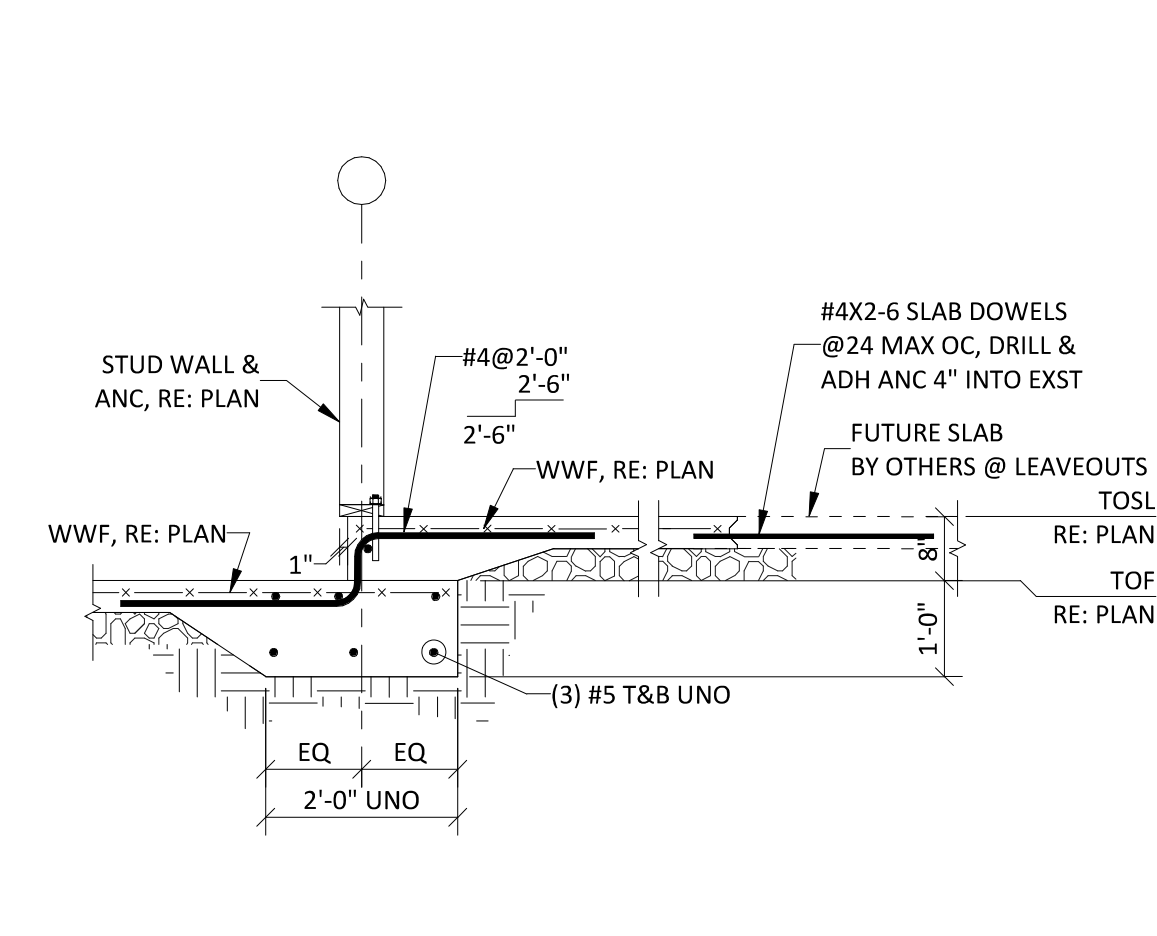 #4X2-6 SLAB DOWELS
@24 MAX OC, DRILL &
ADH ANC 4" INTO EXST
STUD WALL &
ANC, RE: PLAN
#4@2'-0"
2'-6"
2'-6"
FUTURE SLAB
BY OTHERS @ LEAVEOUTS
WWF, RE: PLAN
TOSL
RE: PLAN
WWF, RE: PLAN
8"
1"
TOF
RE: PLAN
1'-0"
(3) #5 T&B UNO
EQ
EQ
2'-0" UNO